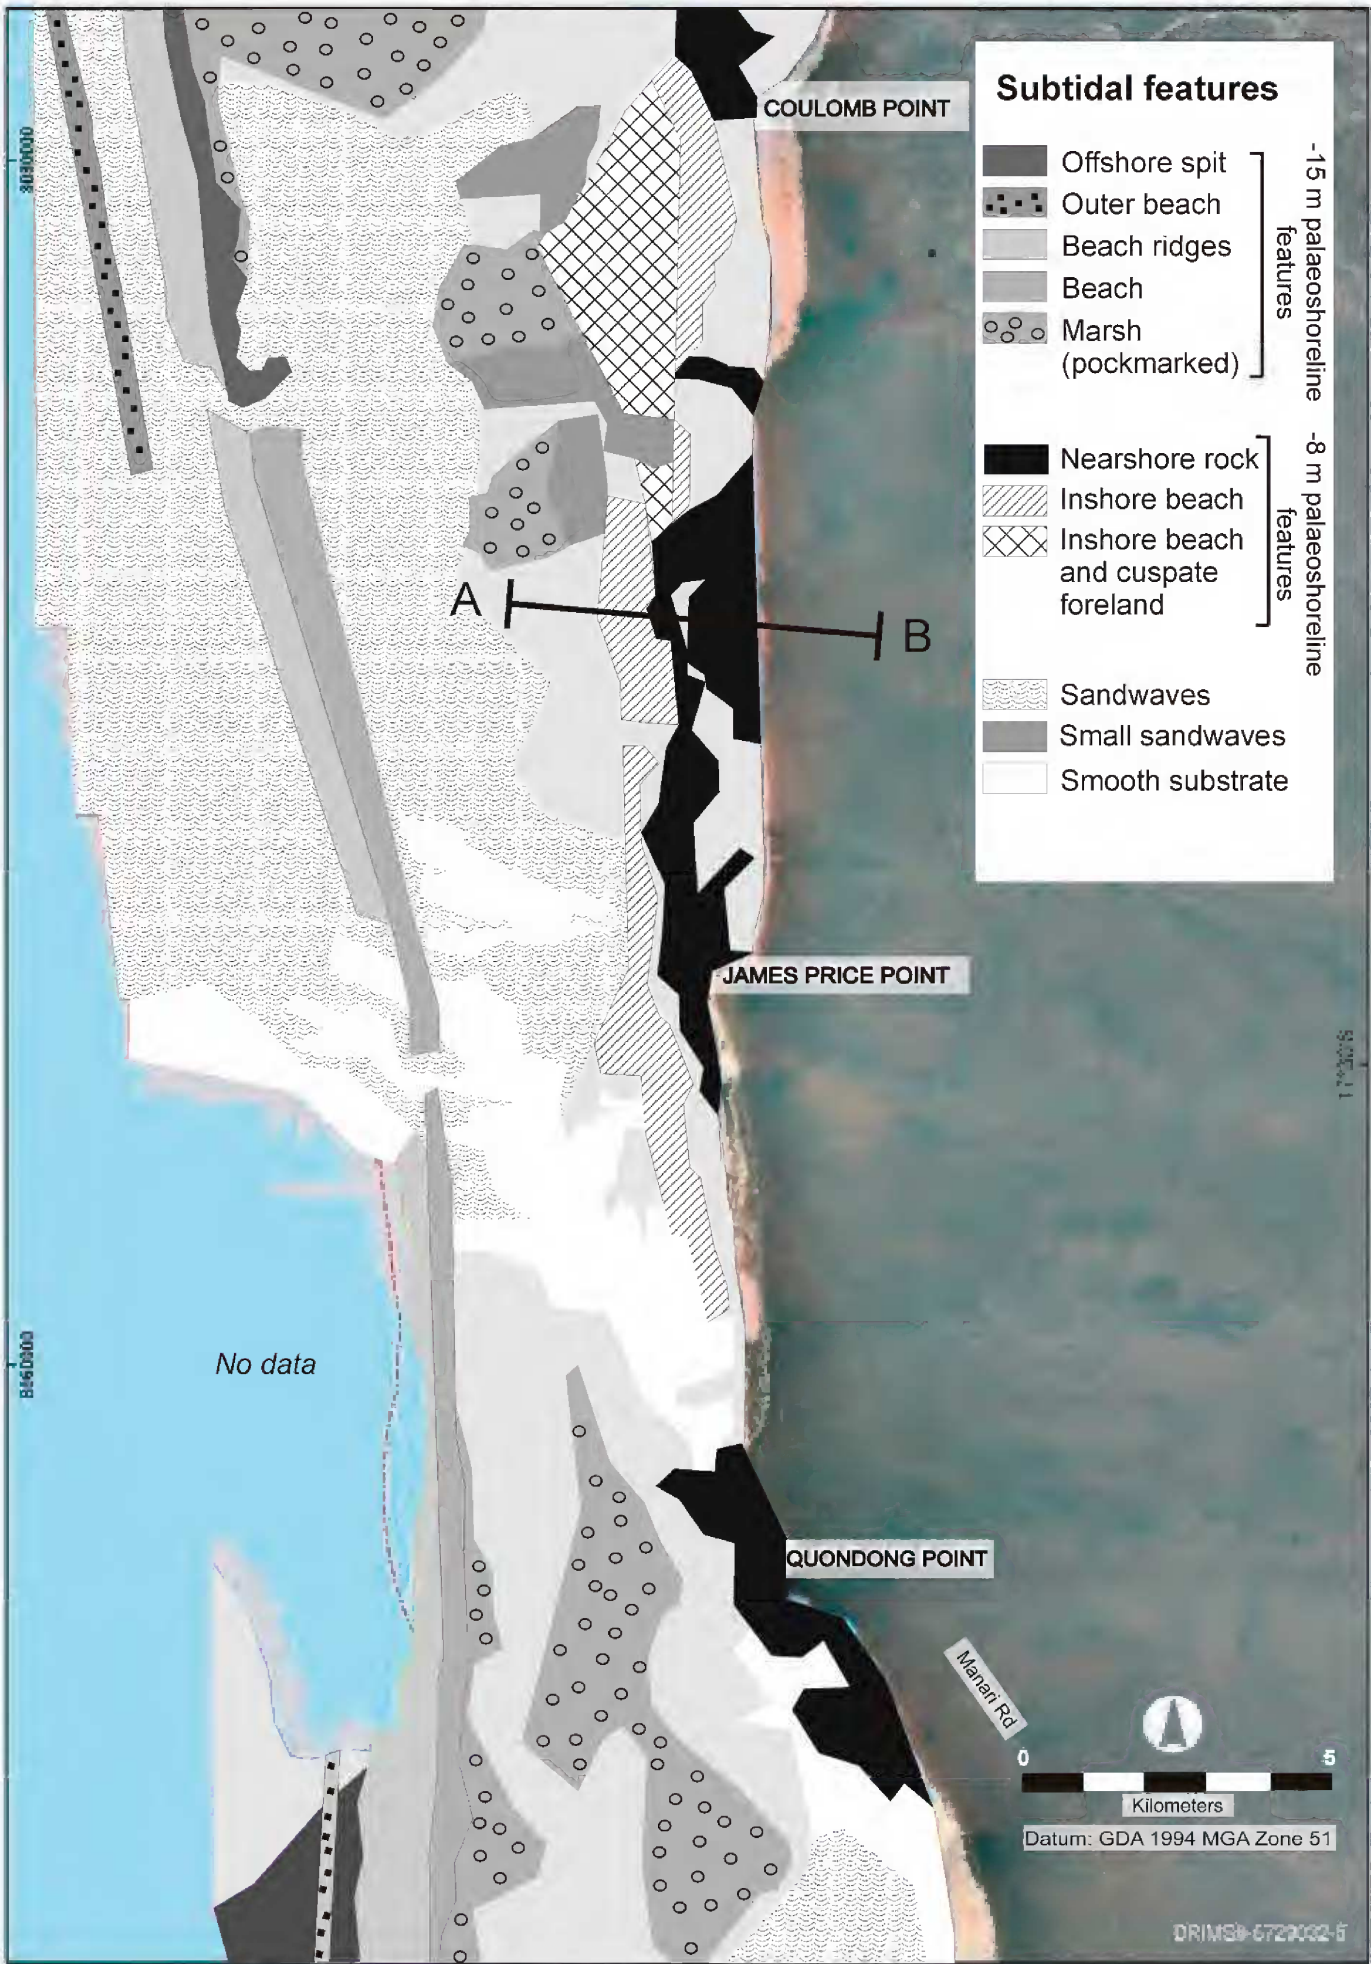 COULOMB POINT
Subtidal features
Offshore spit
Outer beach
Beach ridges
Beach
Marsh
(pockmarked)
-15 m palaeoshoreline
features
Nearshore rock
Inshore beach
Inshore beach
and cuspate
foreland
-8 m palaeoshoreline
features
Sandwaves
Small sandwaves
Smooth substrate
A
B
JAMES PRICE POINT
No data
QUONDONG POINT
Manari Rd
0 5
Kilometers
Datum: GDA 1994 MGA Zone 51